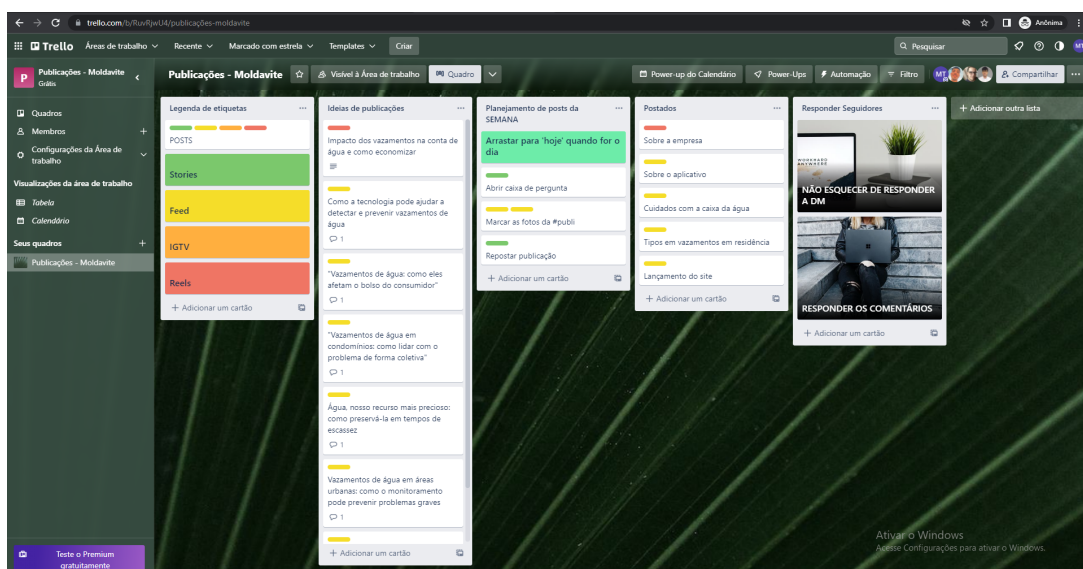 trello.com/b/RuvRjwU4/publicações-moldavite
Anônima
Trello
Áreas de trabalho
Recente
Marcado com estrela
Templates
Criar
Pesquisar
MT
P
Publicações - Moldavite
Grátis
Publicações - Moldavite
Visível à Área de trabalho
Quadro
Power-up do Calendário
Power-Ups
Automação
Filtro
MT
Compartilhar
Quadros
Membros
Configurações da Área de
trabalho
Visualizações da área de trabalho
Tabela
Calendário
Seus quadros
Publicações - Moldavite
Teste o Premium
gratuitamente
Legenda de etiquetas
POSTS
Stories
Feed
IGTV
Reels
+ Adicionar um cartão
Ideias de publicações
Impacto dos vazamentos na conta de
água e como economizar
Como a tecnologia pode ajudar a
detectar e prevenir vazamentos de
água
1
"Vazamentos de água: como eles
afetam o bolso do consumidor"
1
"Vazamentos de água em
condomínios: como lidar com o
problema de forma coletiva"
1
Água, nosso recurso mais precioso:
como preservá-la em tempos de
escassez
1
Vazamentos de água em áreas
urbanas: como o monitoramento
pode prevenir problemas graves
1
+ Adicionar um cartão
Planejamento de posts da
SEMANA
Arrastar para 'hoje' quando for o
dia
Abrir caixa de pergunta
Marcar as fotos da #publi
Repostar publicação
+ Adicionar um cartão
Postados
Sobre a empresa
Sobre o aplicativo
Cuidados com a caixa da água
Tipos em vazamentos em residência
Lançamento do site
+ Adicionar um cartão
Responder Seguidores
WORKHARD
ANYWHERE
NÃO ESQUECER DE RESPONDER
A DM
RESPONDER OS COMENTÁRIOS
+ Adicionar um cartão
+ Adicionar outra lista
Ativar o Windows
Acesse Configurações para ativar o Windows.